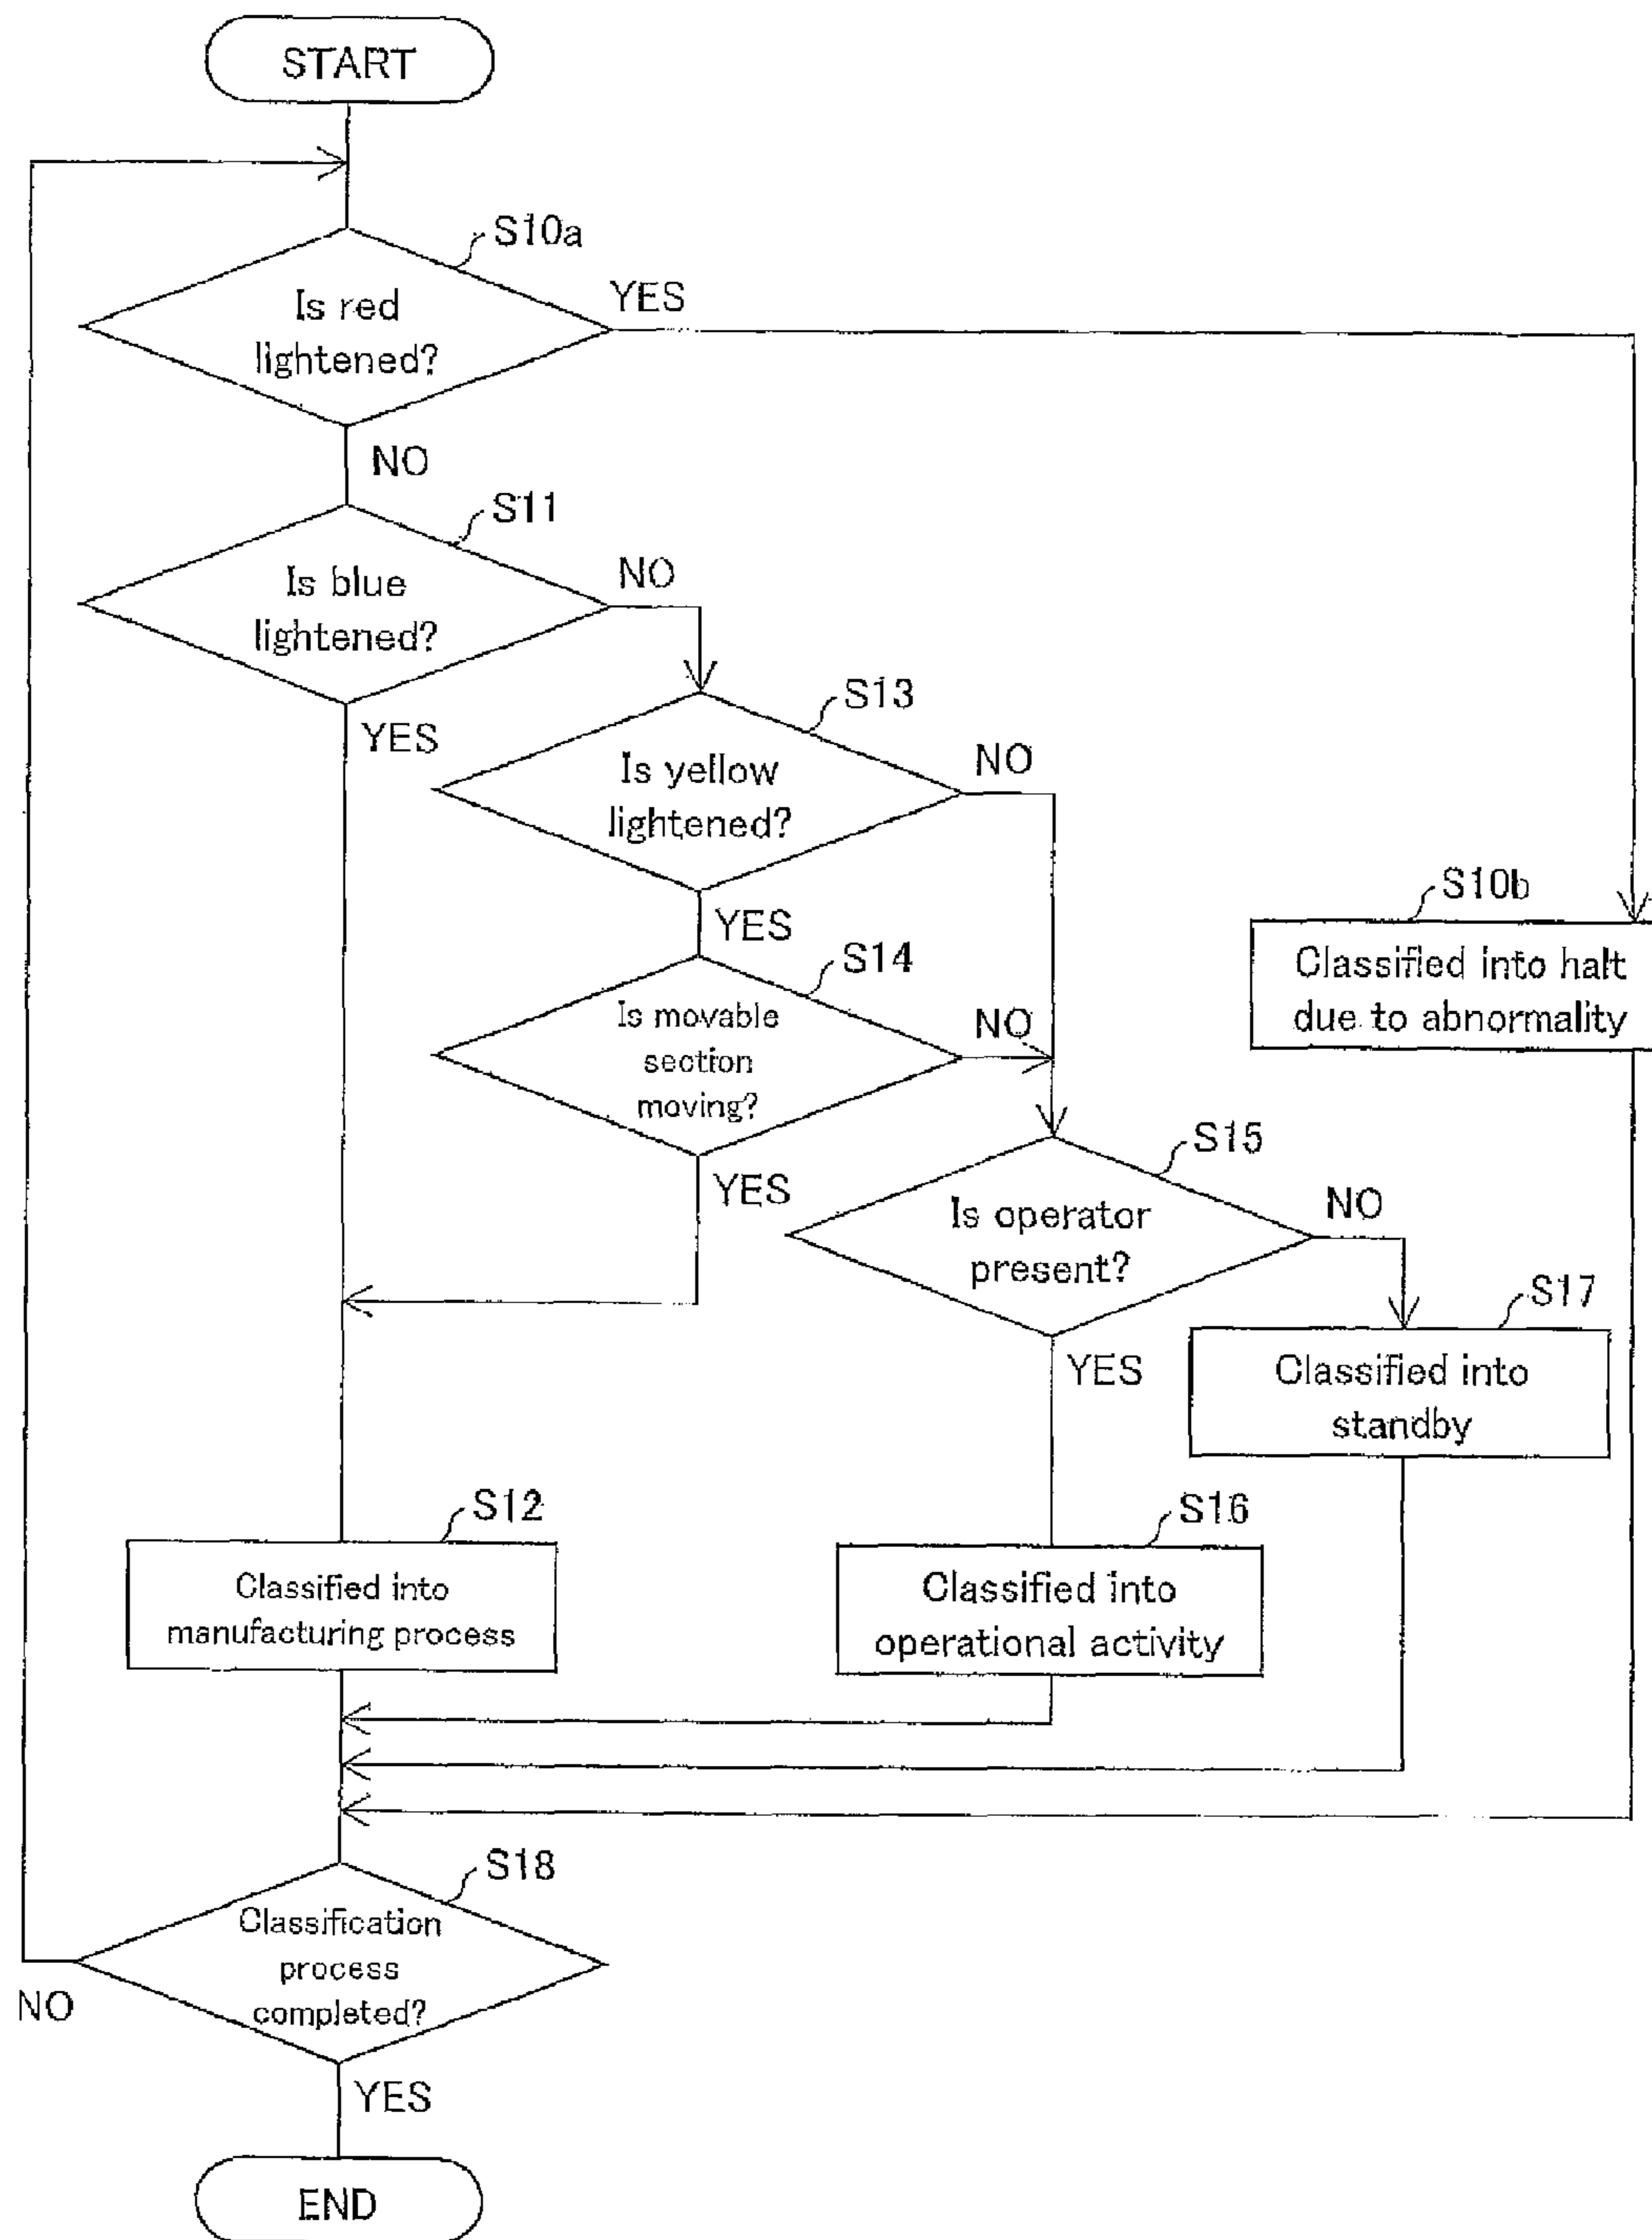 START
S10a
Is red
lightened?
YES
NO
S11
Is blue
lightened?
NO
YES
S13
Is yellow
lightened?
NO
YES
S10b
Classified into halt
due to abnormality
S14
Is movable
section
moving?
NO
YES
S15
Is operator
present?
NO
YES
S17
Classified into
standby
S12
Classified into
manufacturing process
S16
Classified into
operational activity
S18
Classification
process
completed?
NO
YES
END